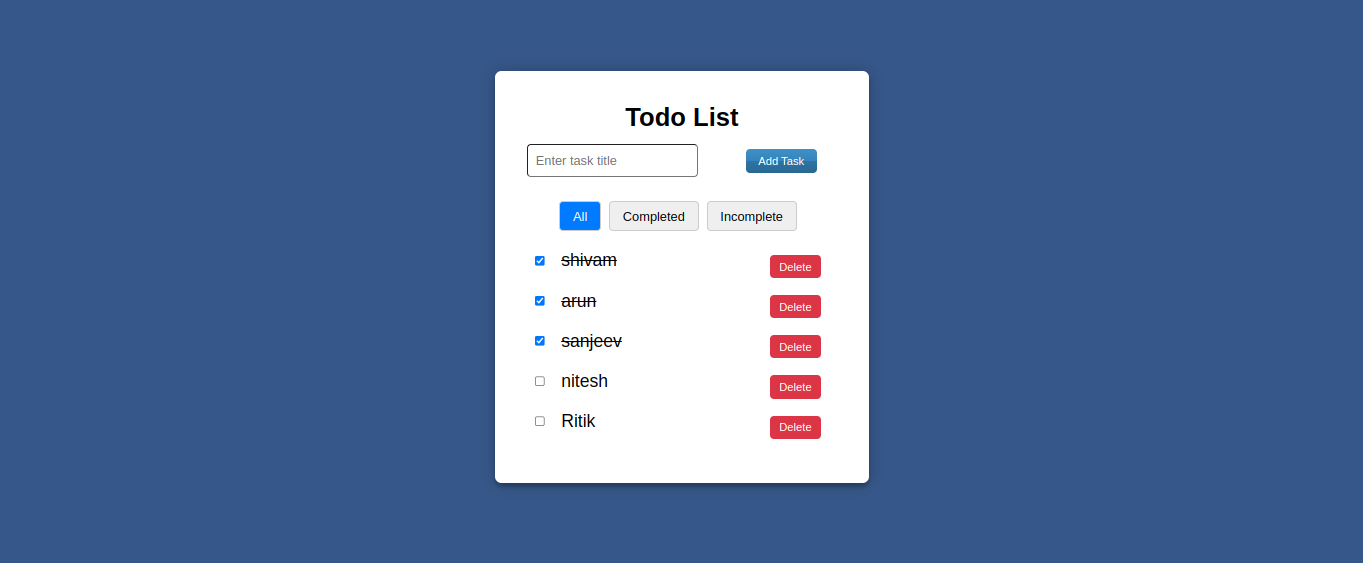 Todo List
Enter task title Add Task
All Completed Incomplete
shivam Delete
arun Delete
sanjeev Delete
nitesh Delete
Ritik Delete